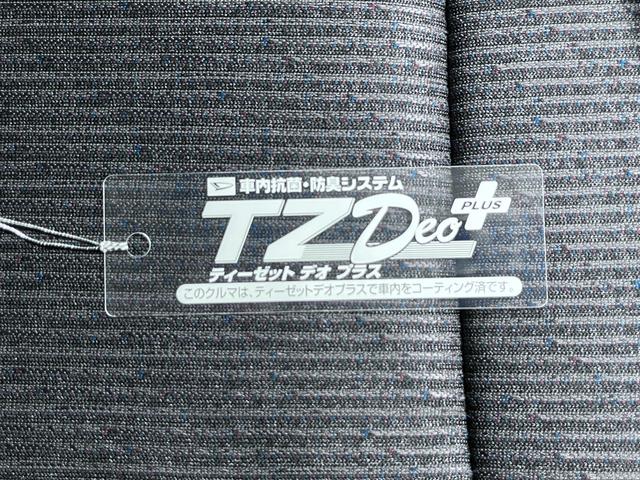 車内抗菌・防臭システム
TZDeo PLUS
ティーゼット デオ プラス
このクルマは、ティーゼットデオプラスで車内をコーティング済です。